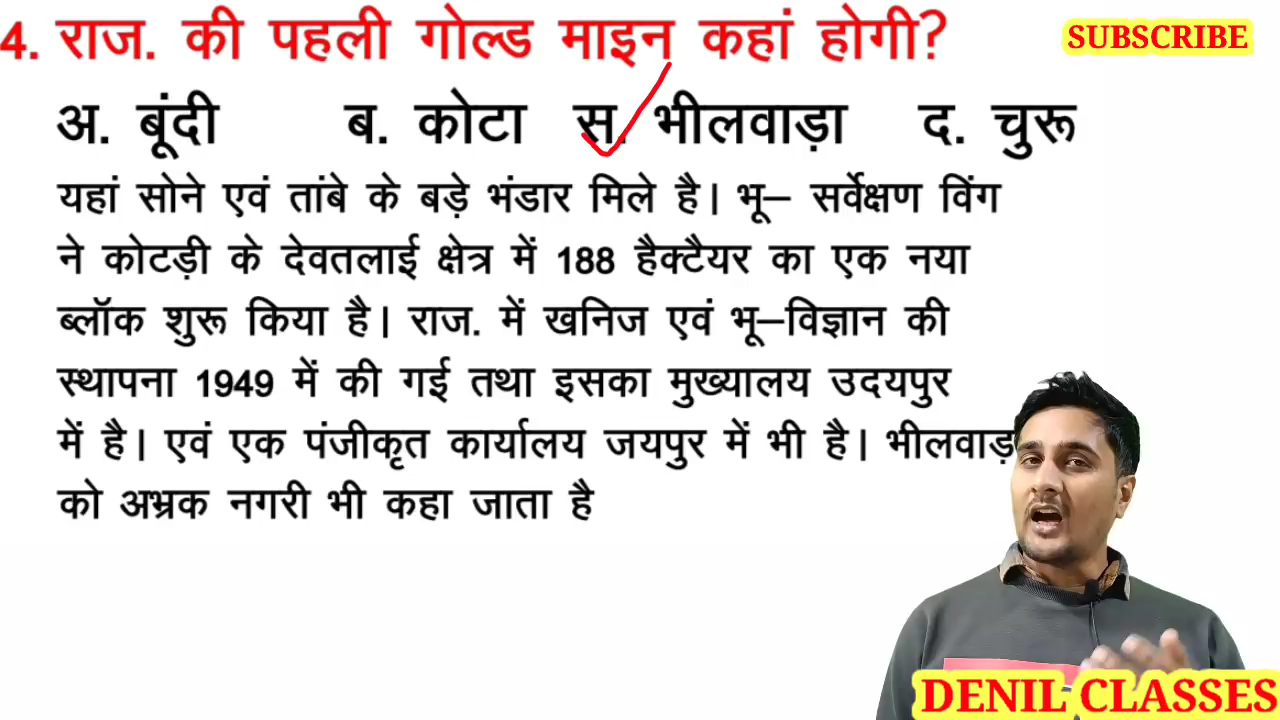 4. राज. की पहली गोल्ड माइन कहां होगी?
SUBSCRIBE
अ. बूंदी ब. कोटा स. भीलवाड़ा द. चुरू
यहां सोने एवं तांबे के बड़े भंडार मिले है। भू– सर्वेक्षण विंग
ने कोटड़ी के देवतलाई क्षेत्र में 188 हैक्टैयर का एक नया
ब्लॉक शुरू किया है। राज. में खनिज एवं भू–विज्ञान की
स्थापना 1949 में की गई तथा इसका मुख्यालय उदयपुर
में है। एवं एक पंजीकृत कार्यालय जयपुर में भी है। भीलवाड़
को अभ्रक नगरी भी कहा जाता है
DENIL CLASSES